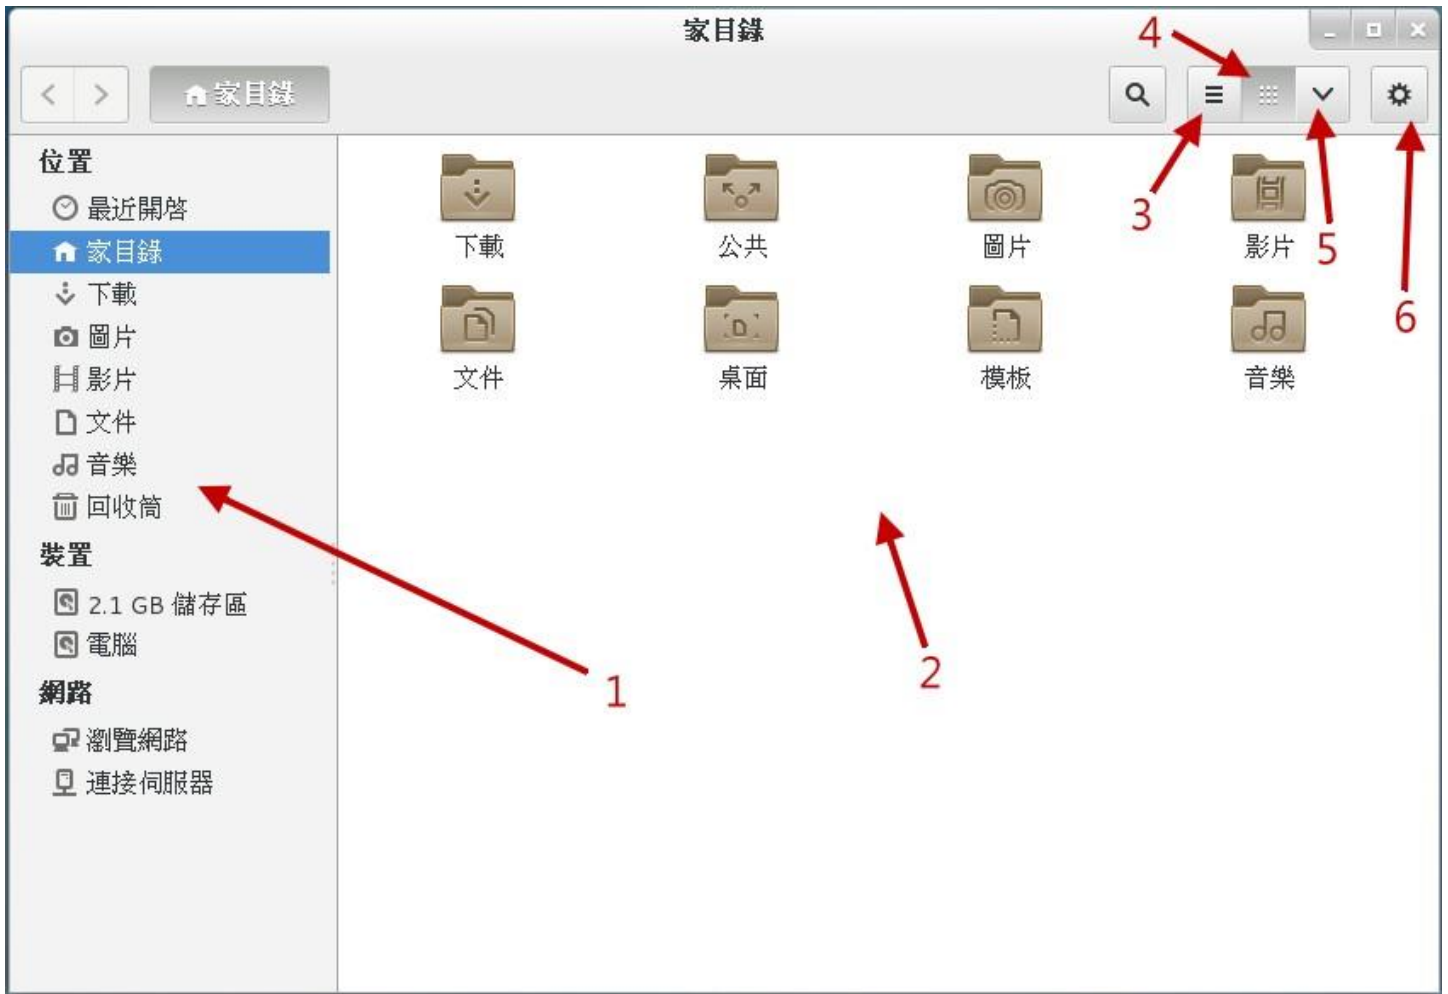 家目錄
4
家目錄
位置
最近開啓
家目錄
下載
圖片
影片
文件
音樂
回收筒
裝置
2.1 GB 儲存區
電腦
網路
瀏覽網路
連接伺服器
下載
公共
圖片
影片
文件
桌面
模板
音樂
3
5
6
1
2